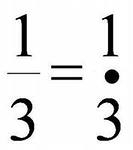 1/3 = 1•3